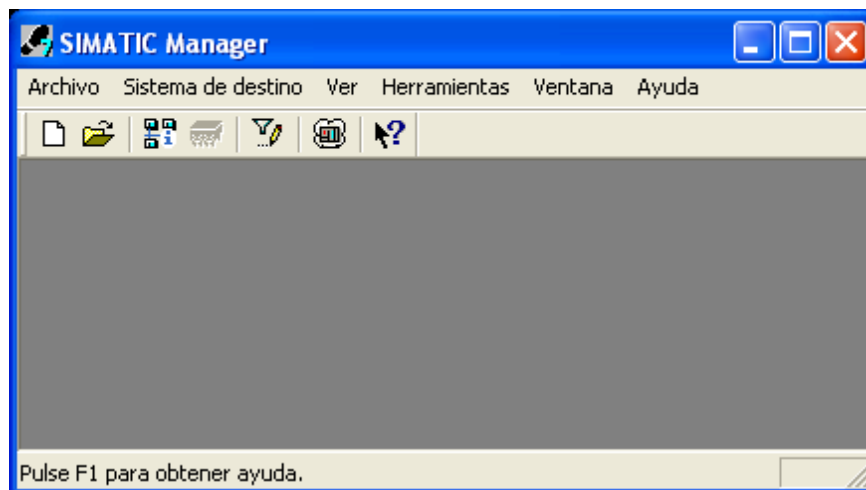 SIMATIC Manager
Archivo Sistema de destino Ver Herramientas Ventana Ayuda
Pulse F1 para obtener ayuda.